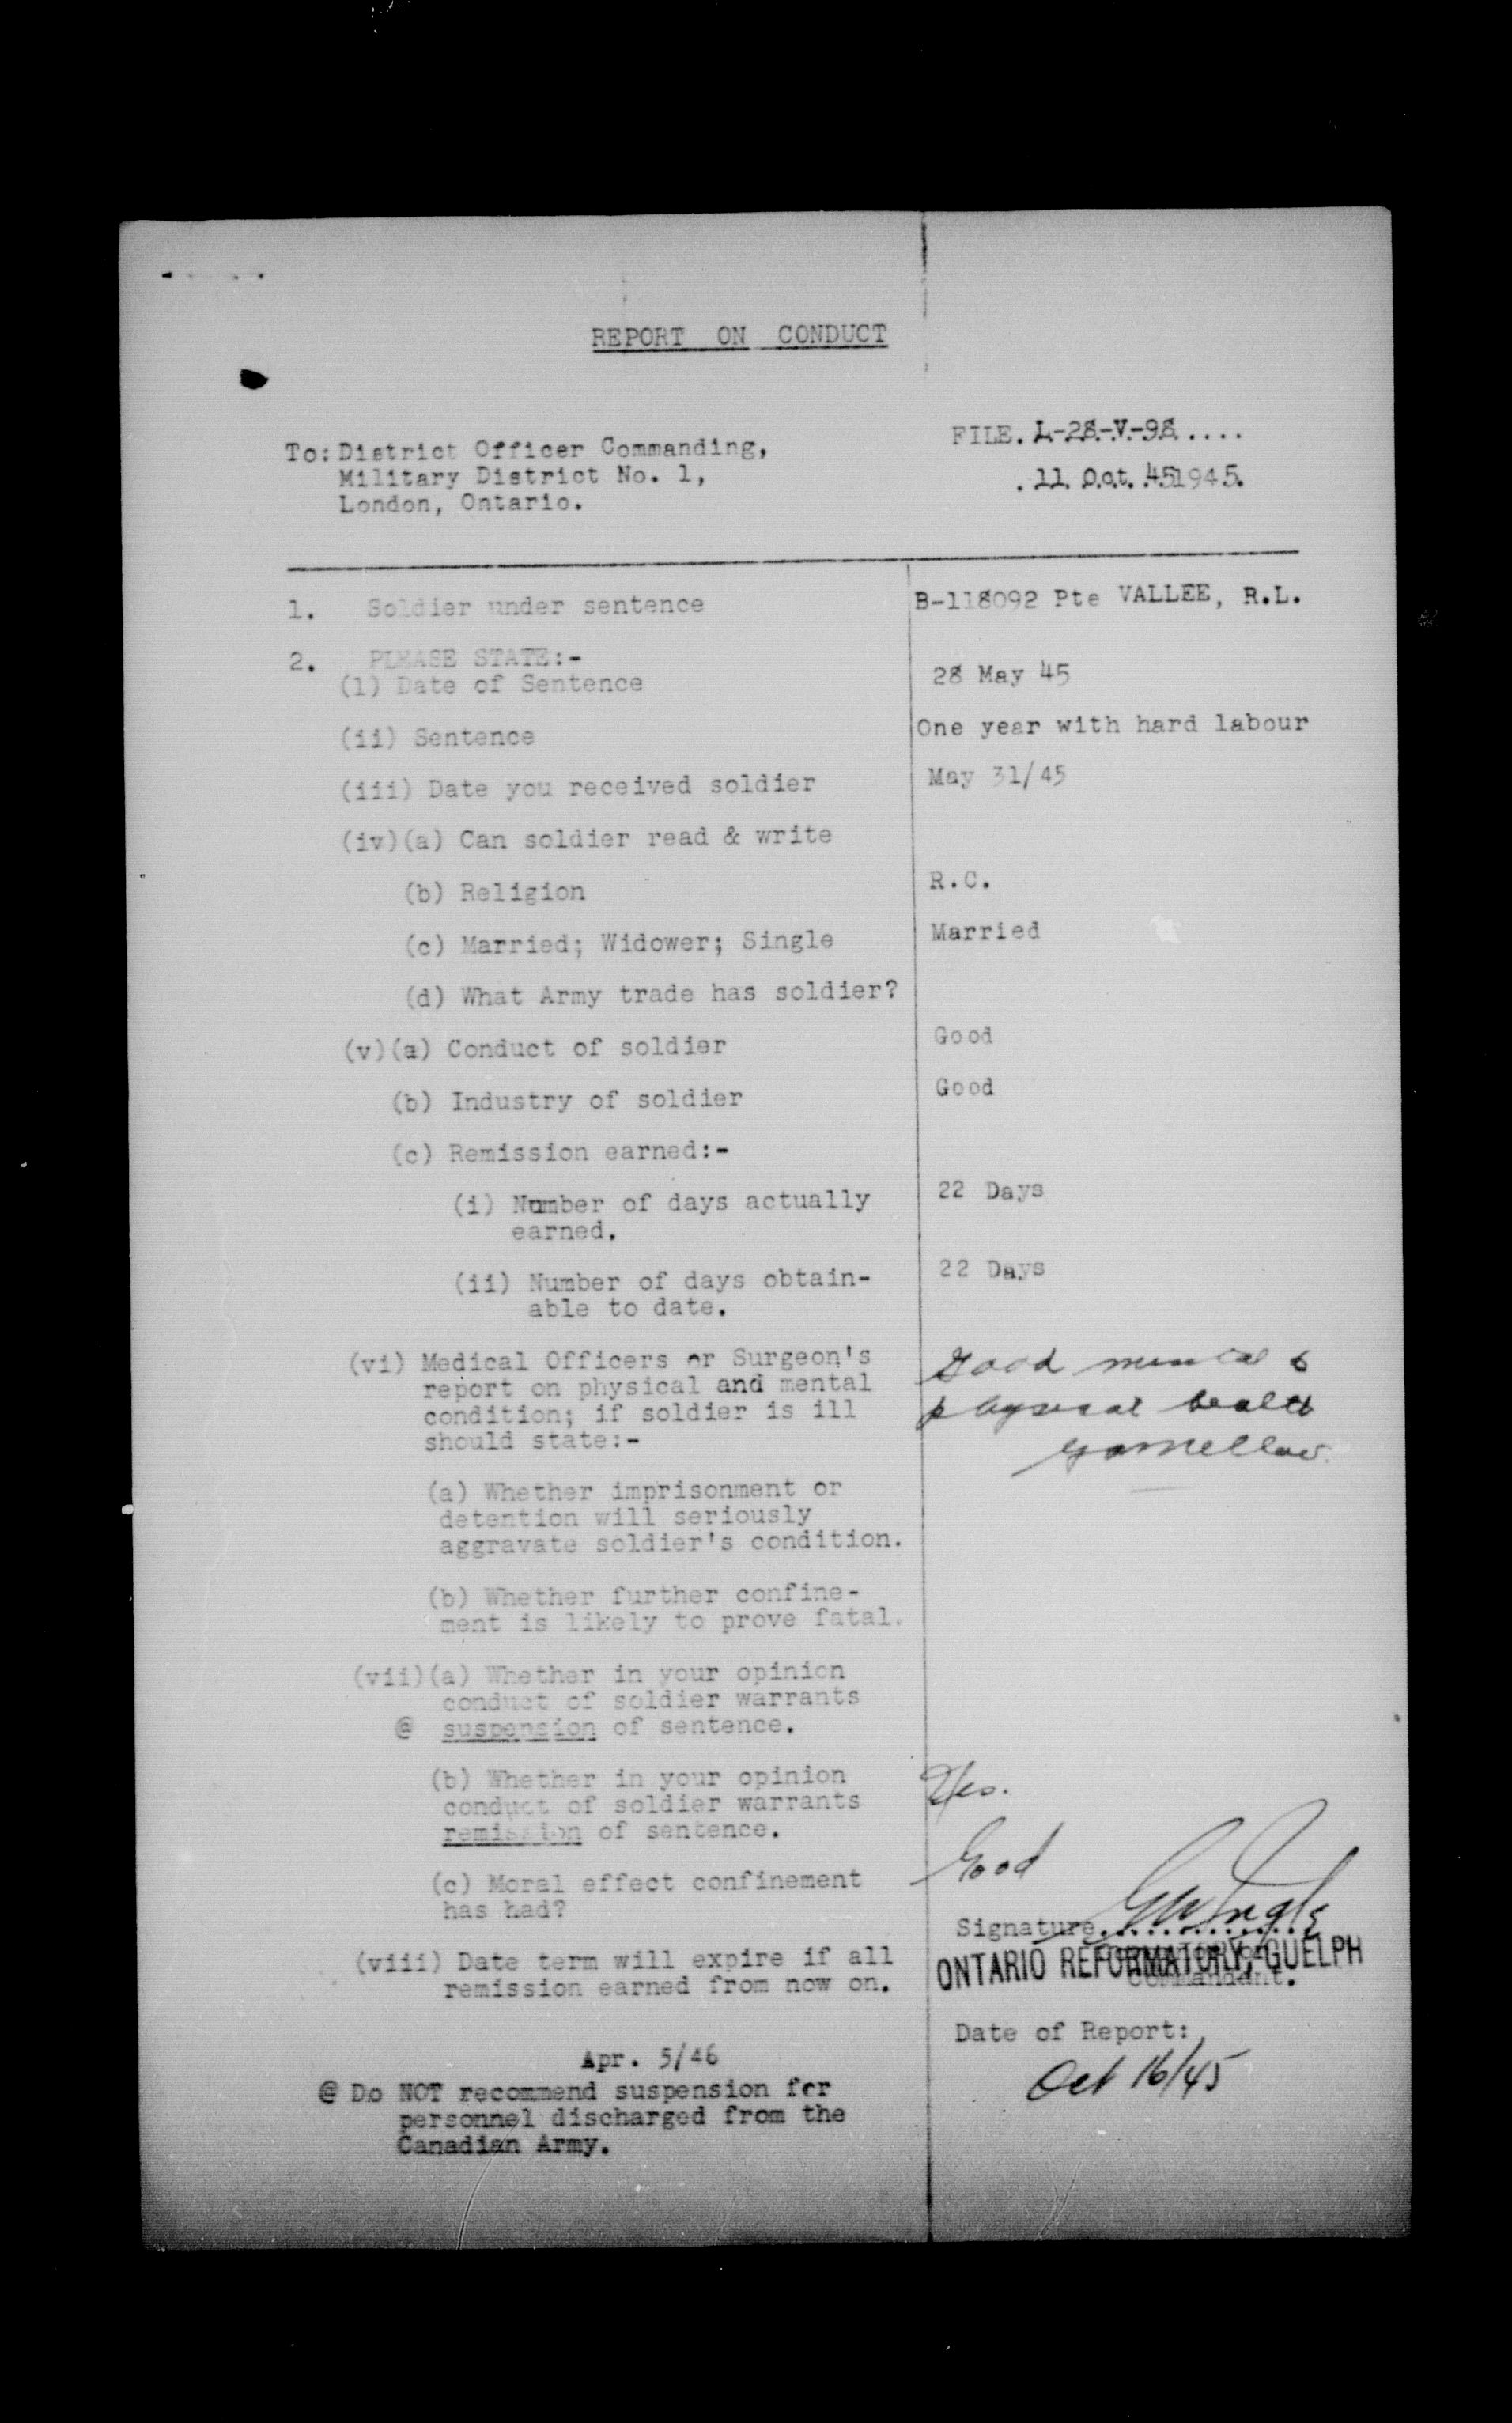 REPORT ON CONDUCT
FILE. L-28-V-98....
To: District Officer Commanding,
Military District No. 1,
London, Ontario.
.11 Oct. 451945.
1. Soldier under sentence
B-118092 Pte VALLEE, R.L.
2. PLEASE STATE:-
(1) Date of Sentence
28 May 45
(ii) Sentence
One year with hard labour
(iii) Date you received soldier
May 31/45
(iv)(a) Can soldier read & write
(b) Religion
R.C.
(c) Married; Widower; Single
Married
(d) What Army trade has soldier?
(v)(a) Conduct of soldier
Good
(b) Industry of soldier
Good
(c) Remission earned:-
(i) Number of days actually
earned.
22 Days
(ii) Number of days obtain-
able to date.
22 Days
(vi) Medical Officers or Surgeon's
report on physical and mental
condition; if soldier is ill
should state:-
Good mental &
physical health
(a) Whether imprisonment or
detention will seriously
aggravate soldier's condition.
(b) Whether further confine-
ment is likely to prove fatal.
(vii)(a) Whether in your opinion
conduct of soldier warrants
@ suspension of sentence.
(b) Whether in your opinion
conduct of soldier warrants
remission of sentence.
Yes.
(c) Moral effect confinement
has had?
Good
Signature..............
ONTARIO REFORMATORY, GUELPH
Commandant.
(viii) Date term will expire if all
remission earned from now on.
Apr. 5/46
Date of Report:
Oct 16/45
@ Do NOT recommend suspension for
personnel discharged from the
Canadian Army.